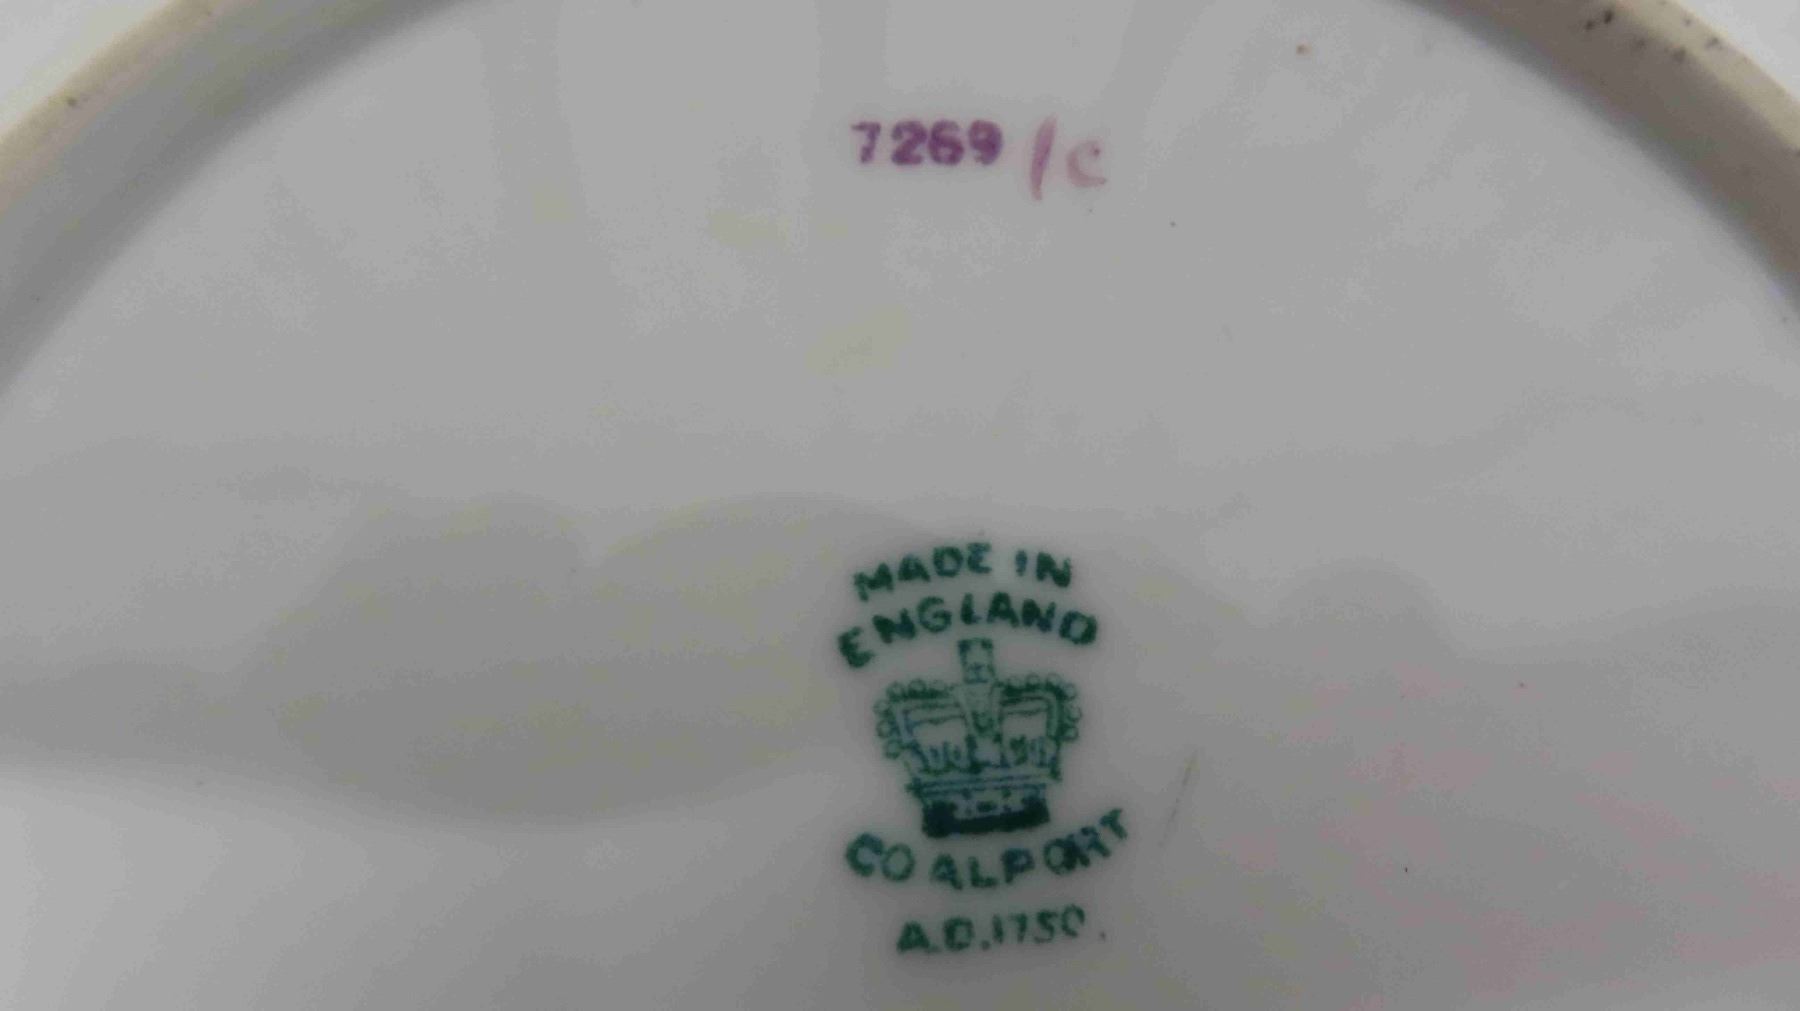 7269 /c
MADE IN
ENGLAND
COALPORT
A.D.1750.